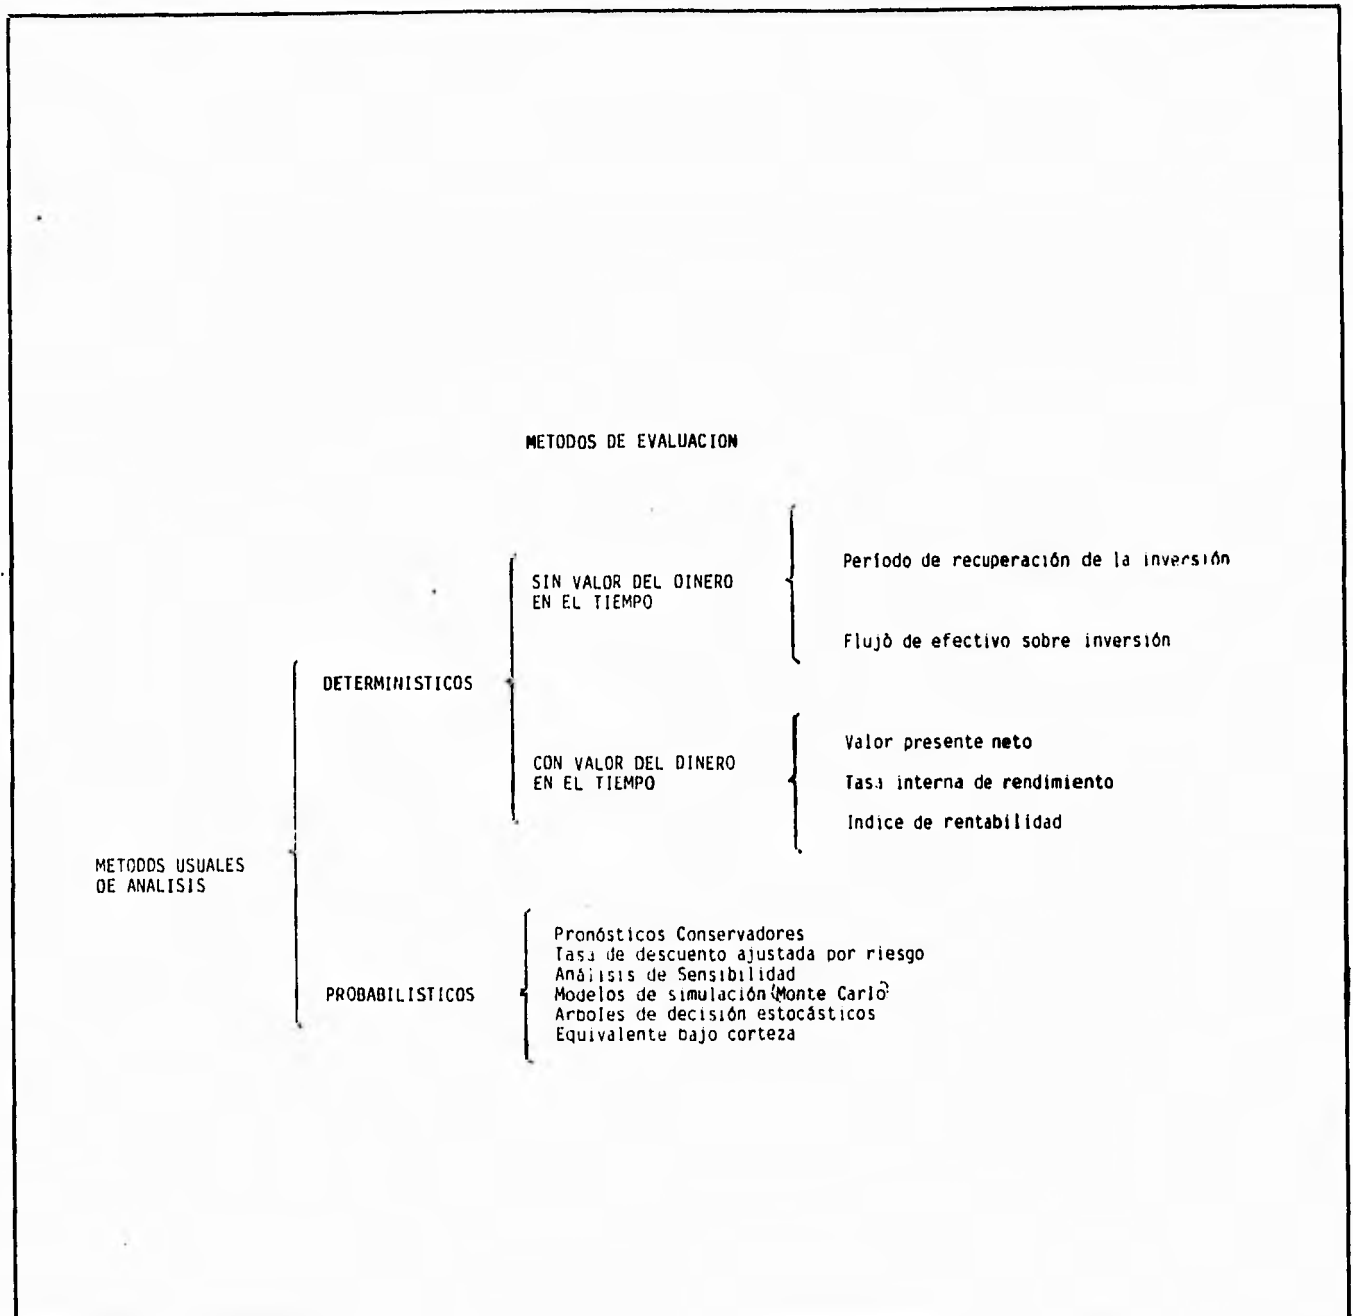 METODOS DE EVALUACION
SIN VALOR DEL DINERO
EN EL TIEMPO
Período de recuperación de la inversión
Flujó de efectivo sobre inversión
DETERMINISTICOS
CON VALOR DEL DINERO
EN EL TIEMPO
Valor presente neto
Tasa interna de rendimiento
Indice de rentabilidad
METODOS USUALES
DE ANALISIS
PROBABILISTICOS
Pronósticos Conservadores
Tasa de descuento ajustada por riesgo
Análisis de Sensibilidad
Modelos de simulación (Monte Carlo)
Arboles de decisión estocásticos
Equivalente bajo corteza